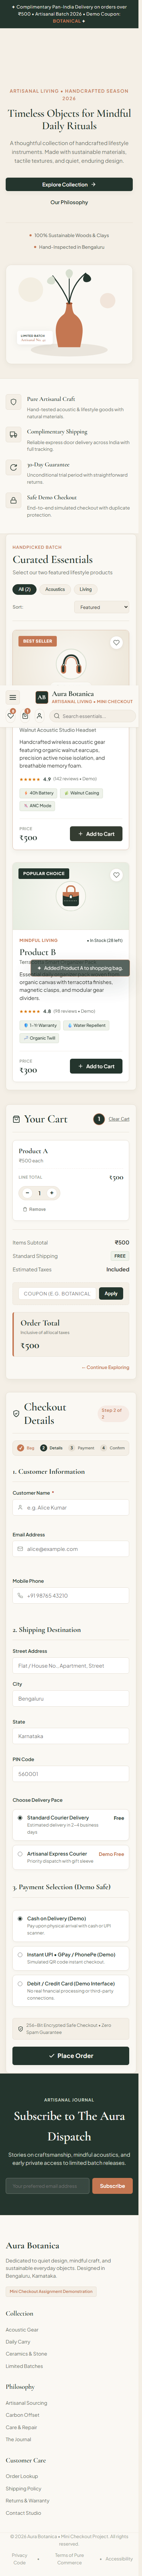 ✦ Complimentary Pan-India Delivery on orders over
₹500 • Artisanal Batch 2026 • Demo Coupon:
BOTANICAL ✦
ARTISANAL LIVING • HANDCRAFTED SEASON
2026
Timeless Objects for Mindful
Daily Rituals
A thoughtful collection of handcrafted lifestyle
instruments. Made with sustainable materials,
tactile textures, and quiet, enduring design.
Explore Collection →
Our Philosophy
100% Sustainable Woods & Clays
Hand-Inspected in Bengaluru
LIMITED BATCH
Pure Artisanal Craft
Hand-tested acoustics & lifestyle goods with
natural materials.
Complimentary Shipping
Reliable express door delivery across India with
full tracking.
30-Day Guarantee
Unconditional trial period with straightforward
returns.
Safe Demo Checkout
End-to-end simulated checkout with duplicate
protection.
HANDPICKED BATCH
Curated Essentials
Select our two featured lifestyle products
All (2)
Acoustics
Living
Sort:
Featured
BEST SELLER
AB
Aura Botanica
ARTISANAL LIVING • MINI CHECKOUT
Search essentials...
Walnut Acoustic Studio Headset
Handcrafted wireless acoustic gear
featuring organic walnut earcups,
precision active noise isolation, and
breathable memory foam.
★★★★★ 4.9 (142 reviews • Demo)
40h Battery
Walnut Casing
ANC Mode
PRICE
₹500
+ Add to Cart
POPULAR CHOICE
MINDFUL LIVING
In Stock (28 left)
Product B
✦ Added Product A to shopping bag.
organic canvas with terracotta finishes,
magnetic clasps, and modular gear
dividers.
★★★★★ 4.8 (98 reviews • Demo)
1-Yr Warranty
Water Repellent
Organic Twill
PRICE
₹300
+ Add to Cart
Your Cart
1
Clear Cart
Product A
₹500 each
LINE TOTAL
₹500
− 1 +
Remove
Items Subtotal
₹500
Standard Shipping
FREE
Estimated Taxes
Included
COUPON (E.G. BOTANICAL
Apply
Order Total
Inclusive of all local taxes
₹500
← Continue Exploring
Checkout
Details
Step 2 of
3
✓ Bag
2 Details
3 Payment
4 Confirm
1. Customer Information
Customer Name *
e.g. Alice Kumar
Email Address
alice@example.com
Mobile Phone
+91 98765 43210
2. Shipping Destination
Street Address
Flat / House No., Apartment, Street
City
Bengaluru
State
Karnataka
PIN Code
560001
Choose Delivery Pace
Standard Courier Delivery
Free
Estimated delivery in 2–4 business
days
Artisanal Express Courier
Demo Free
Priority dispatch with gift sleeve
3. Payment Selection (Demo Safe)
Cash on Delivery (Demo)
Pay upon physical arrival with cash or UPI
scanner.
Instant UPI • GPay / PhonePe (Demo)
Simulated QR code instant checkout.
Debit / Credit Card (Demo Interface)
No real financial processing or third-party
connections.
256-Bit Encrypted Safe Checkout • Zero
Spam Guarantee
✓ Place Order
ARTISANAL JOURNAL
Subscribe to The Aura
Dispatch
Stories on craftsmanship, mindful acoustics, and
early private access to limited releases.
Your preferred email address
Subscribe
Aura Botanica
Dedicated to quiet design, mindful craft, and
sustainable everyday objects. Designed in
Bengaluru, Karnataka.
Mini Checkout Assignment Demonstration
Collection
Acoustic Gear
Daily Carry
Ceramics & Stone
Limited Batches
Philosophy
Artisanal Sourcing
Carbon Offset
Care & Repair
The Journal
Customer Care
Order Lookup
Shipping Policy
Returns & Warranty
Contact Studio
© 2026 Aura Botanica • Mini Checkout Project. All rights
reserved.
Privacy
Code
•
Terms of Pure
Commerce
•
Accessibility